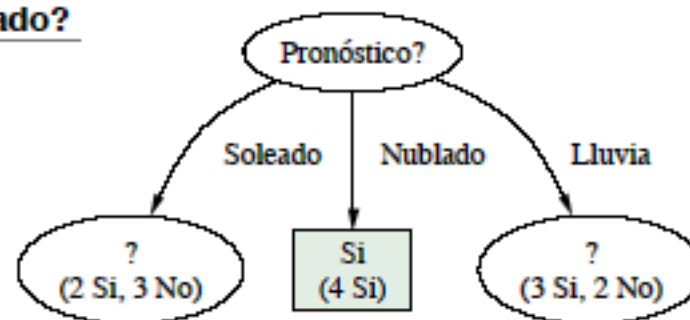 ado?
Pronóstico?
Soleado
Nublado
Lluvia
?
(2 Si, 3 No)
Si
(4 Si)
?
(3 Si, 2 No)